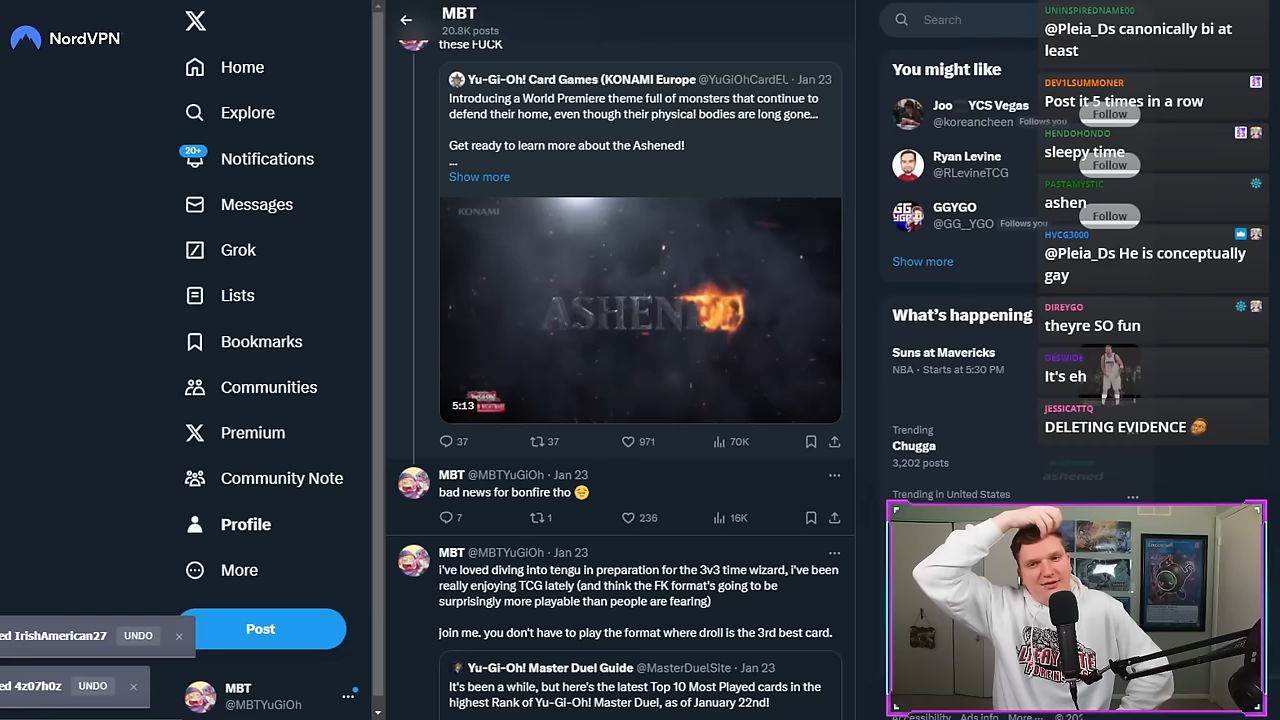 NordVPN
Home
Explore
20+
Notifications
Messages
Grok
Lists
Bookmarks
Communities
Premium
Community Note
Profile
More
Post
ed IrishAmerican27 UNDO ×
ed 4z07h0z UNDO ×
MBT
@MBTYuGiOh
MBT
20.8K posts
these FUCK
Yu-Gi-Oh! Card Games (KONAMI Europe @YuGiOhCardEU · Jan 23
Introducing a World Premiere theme full of monsters that continue to
defend their home, even though their physical bodies are long gone...
Get ready to learn more about the Ashened!
...
Show more
KONAMI
ASHENED
5:13
37 37 971 70K
MBT @MBTYuGiOh · Jan 23
bad news for bonfire tho 😔
7 1 236 16K
MBT @MBTYuGiOh · Jan 23
i've loved diving into tengu in preparation for the 3v3 time wizard, i've been
really enjoying TCG lately (and think the FK format's going to be
surprisingly more playable than people are fearing)
join me. you don't have to play the format where droll is the 3rd best card.
Yu-Gi-Oh! Master Duel Guide @MasterDuelSite · Jan 23
It's been a while, but here's the latest Top 10 Most Played cards in the
highest Rank of Yu-Gi-Oh! Master Duel, as of January 22nd!
Search
You might like
Joo YCS Vegas
@koreancheen Follows you
Follow
Ryan Levine
@RLevineTCG
Follow
GGYGO
@GG_YGO Follows you
Follow
Show more
What's happening
Suns at Mavericks
NBA · Starts at 5:30 PM
Trending
Chugga
3,202 posts
ashened
Trending in United States
UNINSPIREDNAME00
@Pleia_Ds canonically bi at
least
DEV1LSUMMONER
Post it 5 times in a row
HENDOHONDO
sleepy time
PASTAMYSTIC
ashen
HVCG3000
@Pleia_Ds He is conceptually
gay
DIREYGO
theyre SO fun
It's eh
JESSICATTQ
DELETING EVIDENCE
Accessibility Ads info More ...